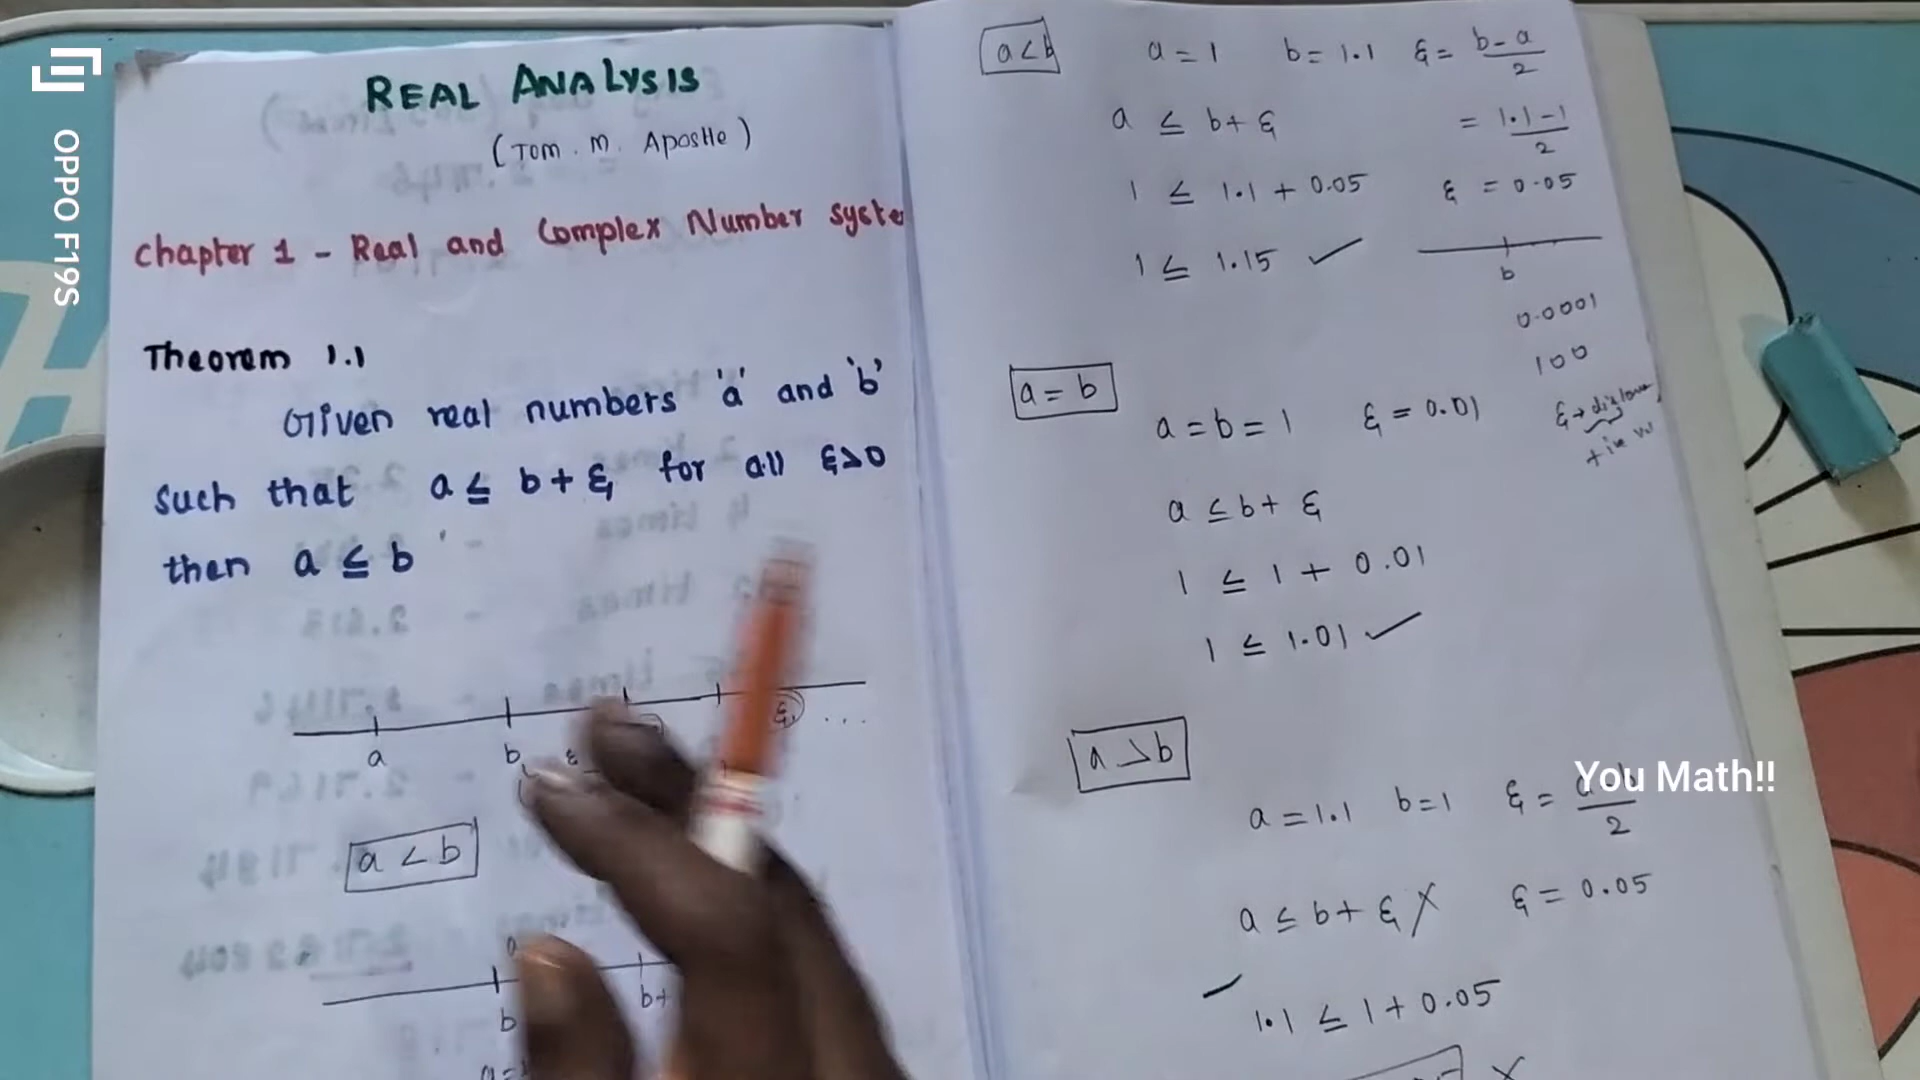 OPPO F19S
REAL ANALYSIS
(TOM. M. Apostle)
Chapter 1 - Real and Complex Number syste
Theorem 1.1
Given real numbers 'a' and 'b'
such that a ≤ b + ε for all ε>0
then a ≤ b
a b ε ε ...
a < b
a
b b+
a < b a = 1 b = 1.1 ε = b-a/2
a ≤ b + ε = 1.1-1/2
1 ≤ 1.1 + 0.05 ε = 0.05
1 ≤ 1.15 ✓
b
0.0001
100
a = b
a = b = 1 ε = 0.01
ε →
+ive
a ≤ b + ε
1 ≤ 1 + 0.01
1 ≤ 1.01 ✓
a > b
You Math!!
a = 1.1 b = 1 ε = a-b/2
a ≤ b + ε X ε = 0.05
1.1 ≤ 1 + 0.05